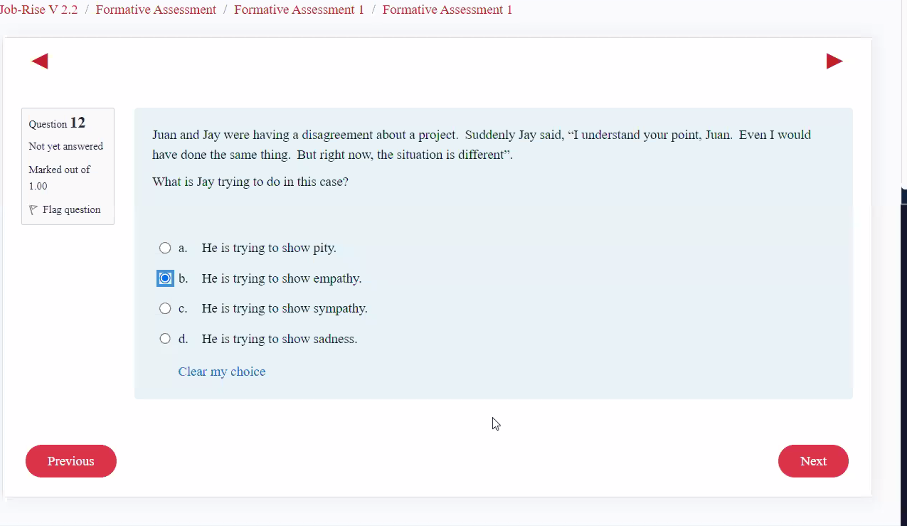 Job-Rise V 2.2 / Formative Assessment / Formative Assessment 1 / Formative Assessment 1
Question 12
Not yet answered
Marked out of
1.00
Flag question
Juan and Jay were having a disagreement about a project. Suddenly Jay said, “I understand your point, Juan. Even I would
have done the same thing. But right now, the situation is different”.
What is Jay trying to do in this case?
a. He is trying to show pity.
b. He is trying to show empathy.
c. He is trying to show sympathy.
d. He is trying to show sadness.
Clear my choice
Previous
Next